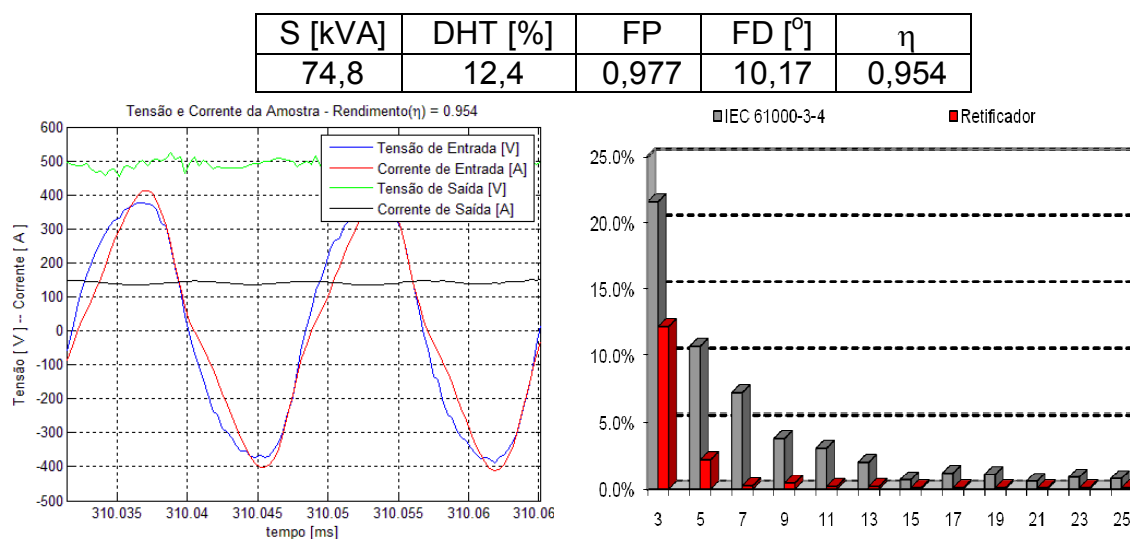 S [kVA] DHT [%] FP FD [º] η
74,8 12,4 0,977 10,17 0,954
Tensão e Corrente da Amostra - Rendimento(η) = 0.954
Tensão de Entrada [V]
Corrente de Entrada [A]
Tensão de Saída [V]
Corrente de Saída [A]
Tensão [ V ] -- Corrente [ A ]
600
500
400
300
200
100
0
-100
-200
-300
-400
-500
310.035 310.04 310.045 310.05 310.055 310.06 310.06
tempo [ms]
IEC 61000-3-4 Retificador
25.0%
20.0%
15.0%
10.0%
5.0%
0.0%
3 5 7 9 11 13 15 17 19 21 23 25